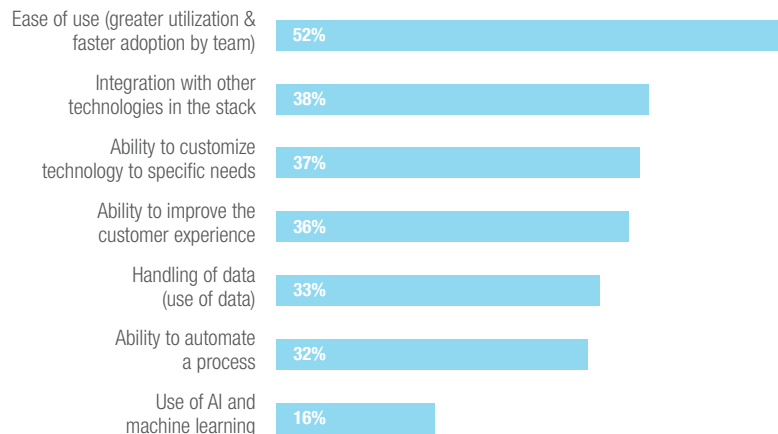 Ease of use (greater utilization &
faster adoption by team)
52%
Integration with other
technologies in the stack
38%
Ability to customize
technology to specific needs
37%
Ability to improve the
customer experience
36%
Handling of data
(use of data)
33%
Ability to automate
a process
32%
Use of AI and
machine learning
16%